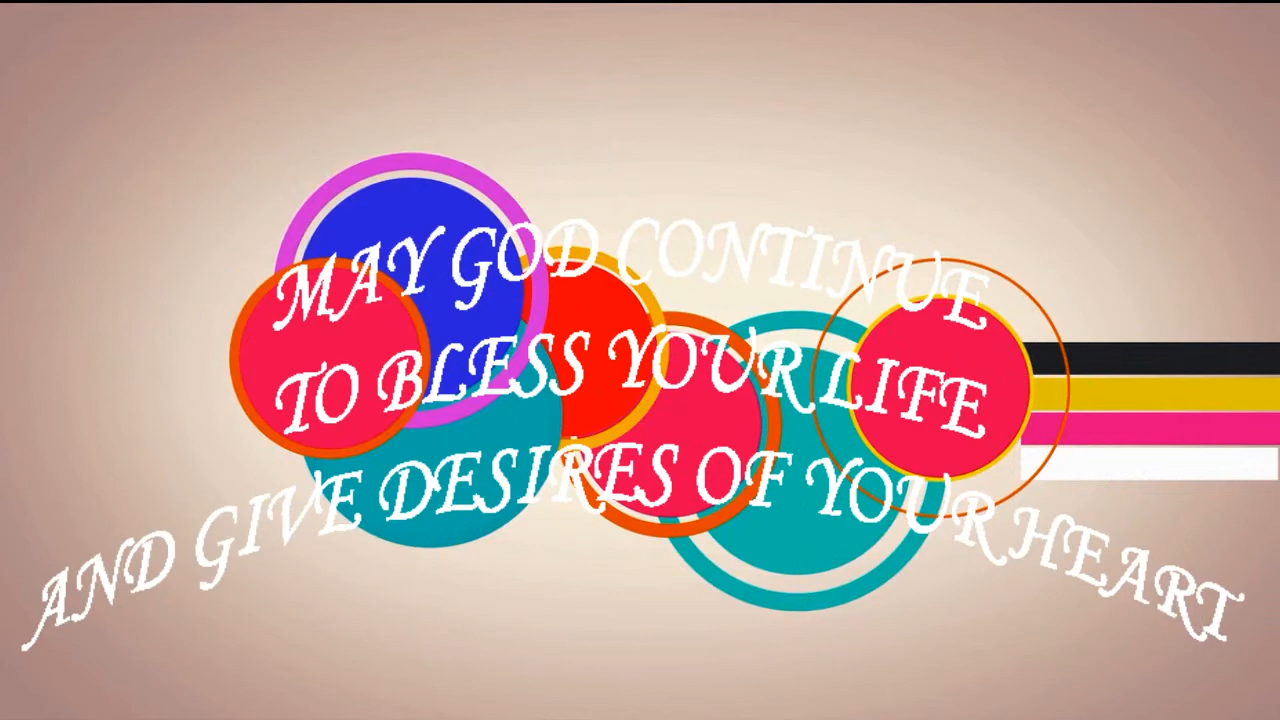 MAY GOD CONTINUE
TO BLESS YOUR LIFE
AND GIVE DESIRES OF YOUR HEART